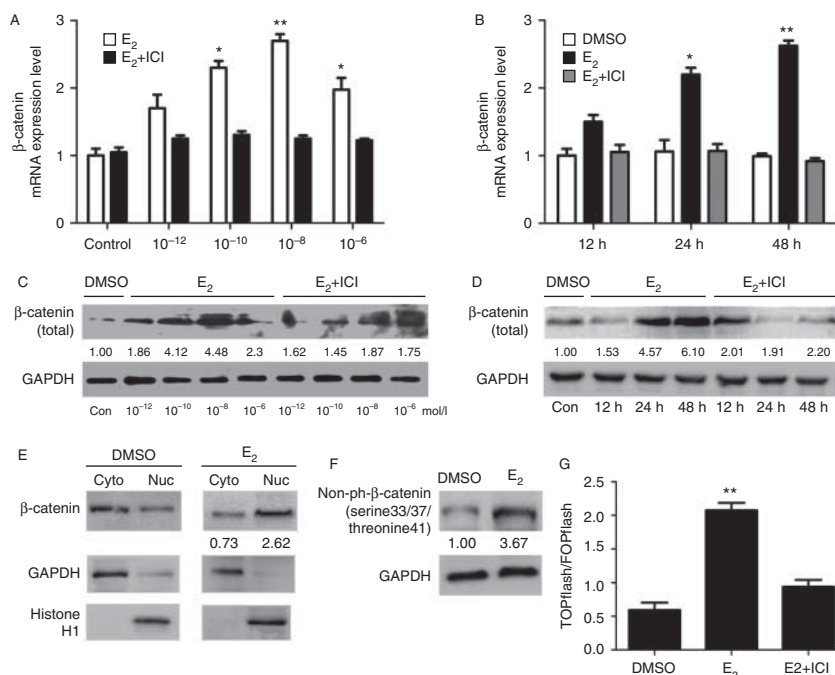 A
β-catenin
mRNA expression level
3
2
1
0
E2
E2+ICI
*
**
*
Control
10−12
10−10
10−8
10−6
B
β-catenin
mRNA expression level
3
2
1
0
DMSO
E2
E2+ICI
*
**
12 h
24 h
48 h
C
DMSO
E2
E2+ICI
β-catenin
(total)
1.00 1.86 4.12 4.48 2.3 1.62 1.45 1.87 1.75
GAPDH
Con 10−12 10−10 10−8 10−6 10−12 10−10 10−8 10−6 mol/l
D
DMSO
E2
E2+ICI
β-catenin
(total)
1.00 1.53 4.57 6.10 2.01 1.91 2.20
GAPDH
Con 12 h 24 h 48 h 12 h 24 h 48 h
E
DMSO
E2
Cyto Nuc Cyto Nuc
β-catenin
0.73 2.62
GAPDH
Histone
H1
F
DMSO E2
Non-ph-β-catenin
(serine33/37/
threonine41)
1.00 3.67
GAPDH
G
TOPflash/FOPflash
2.5
2.0
1.5
1.0
0.5
0.0
**
DMSO
E2
E2+ICI